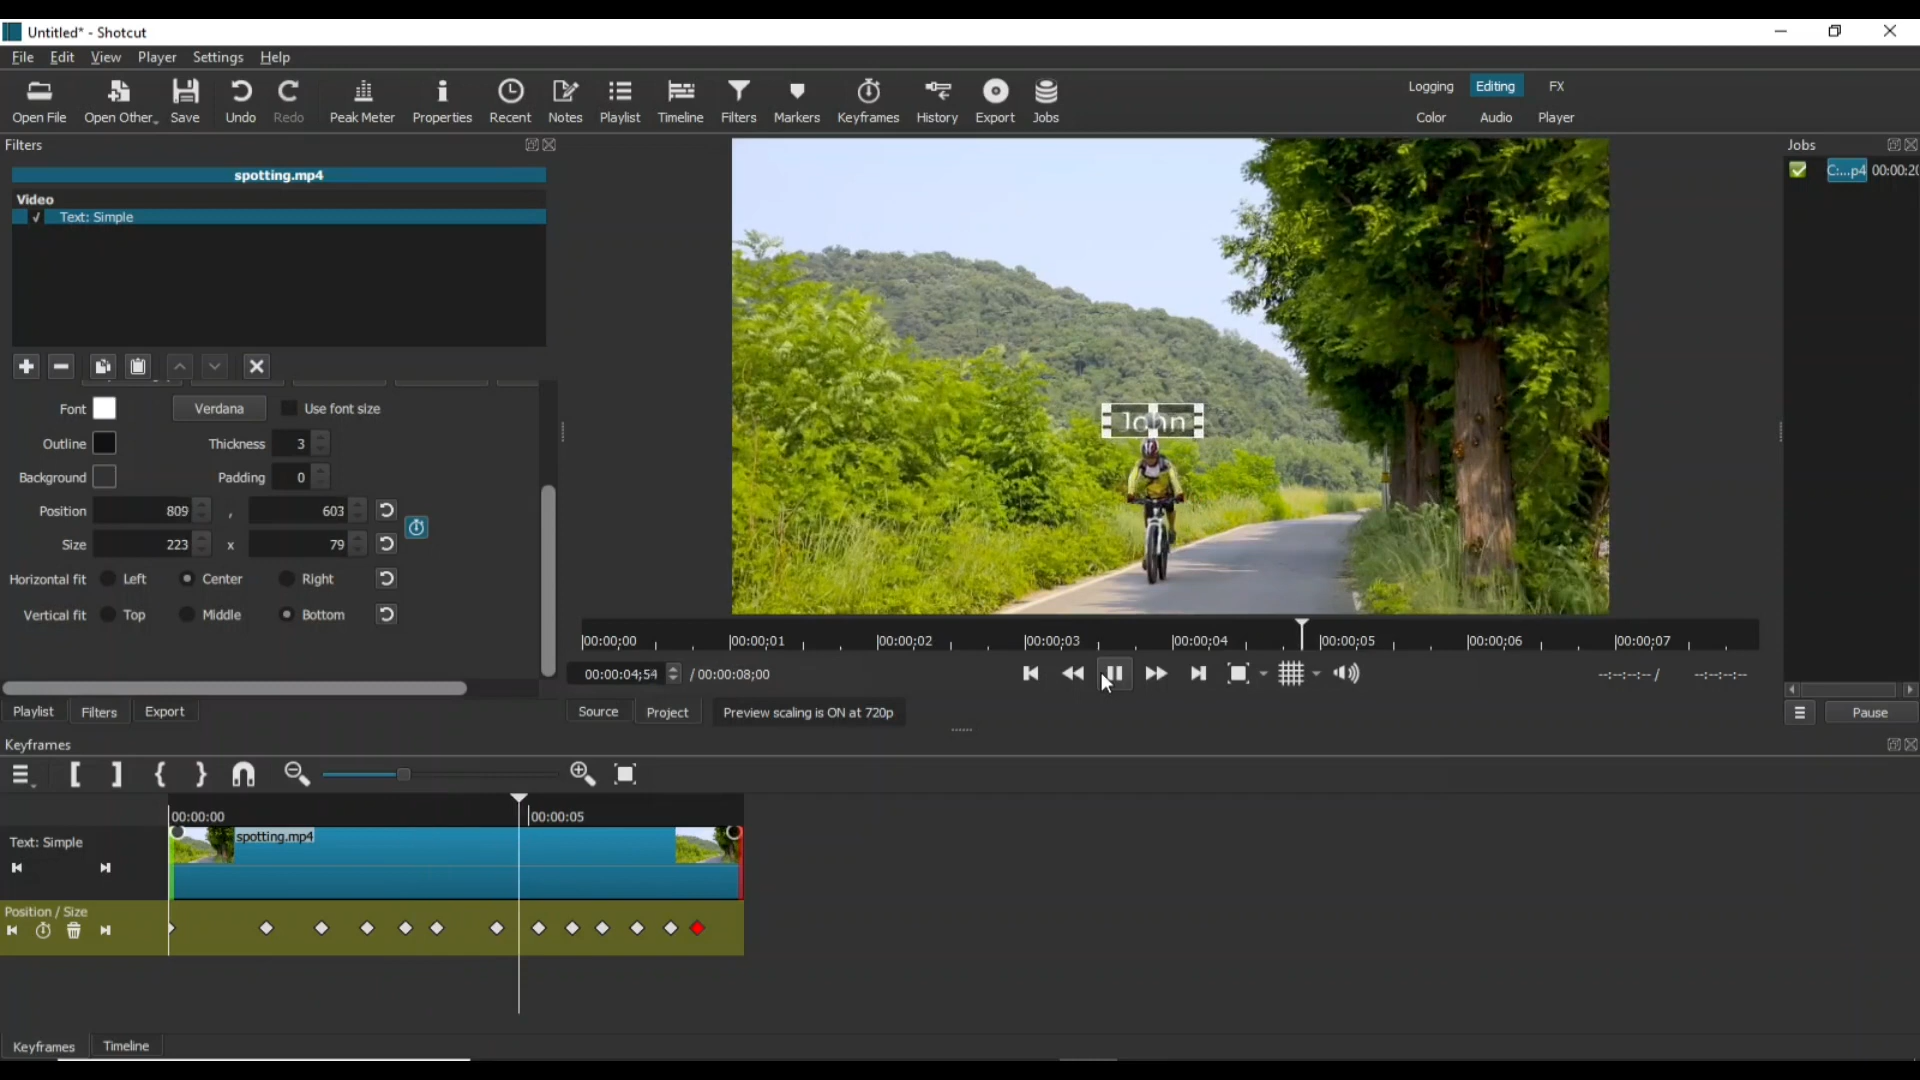 Untitled* - Shotcut
File Edit View Player Settings Help
Open File Open Other Save Undo Redo Peak Meter Properties Recent Notes Playlist Timeline Filters Markers Keyframes History Export Jobs
Logging Editing FX
Color Audio Player
Filters
spotting.mp4
Video
✓ Text: Simple
Font Verdana Use font size
Outline Thickness 3
Background Padding 0
Position 809 , 603
Size 223 x 79
Horizontal fit Left Center Right
Vertical fit Top Middle Bottom
Playlist Filters Export
John
00:00:00 00:00:01 00:00:02 00:00:03 00:00:04 00:00:05 00:00:06 00:00:07
00:00:04;54 / 00:00:08;00
--:--:--:-- / --:--:--:--
Source Project Preview scaling is ON at 720p
Jobs
C:...p4 00:00:20
Pause
Keyframes
00:00:00 00:00:05
Text: Simple
spotting.mp4
Position / Size
Keyframes Timeline